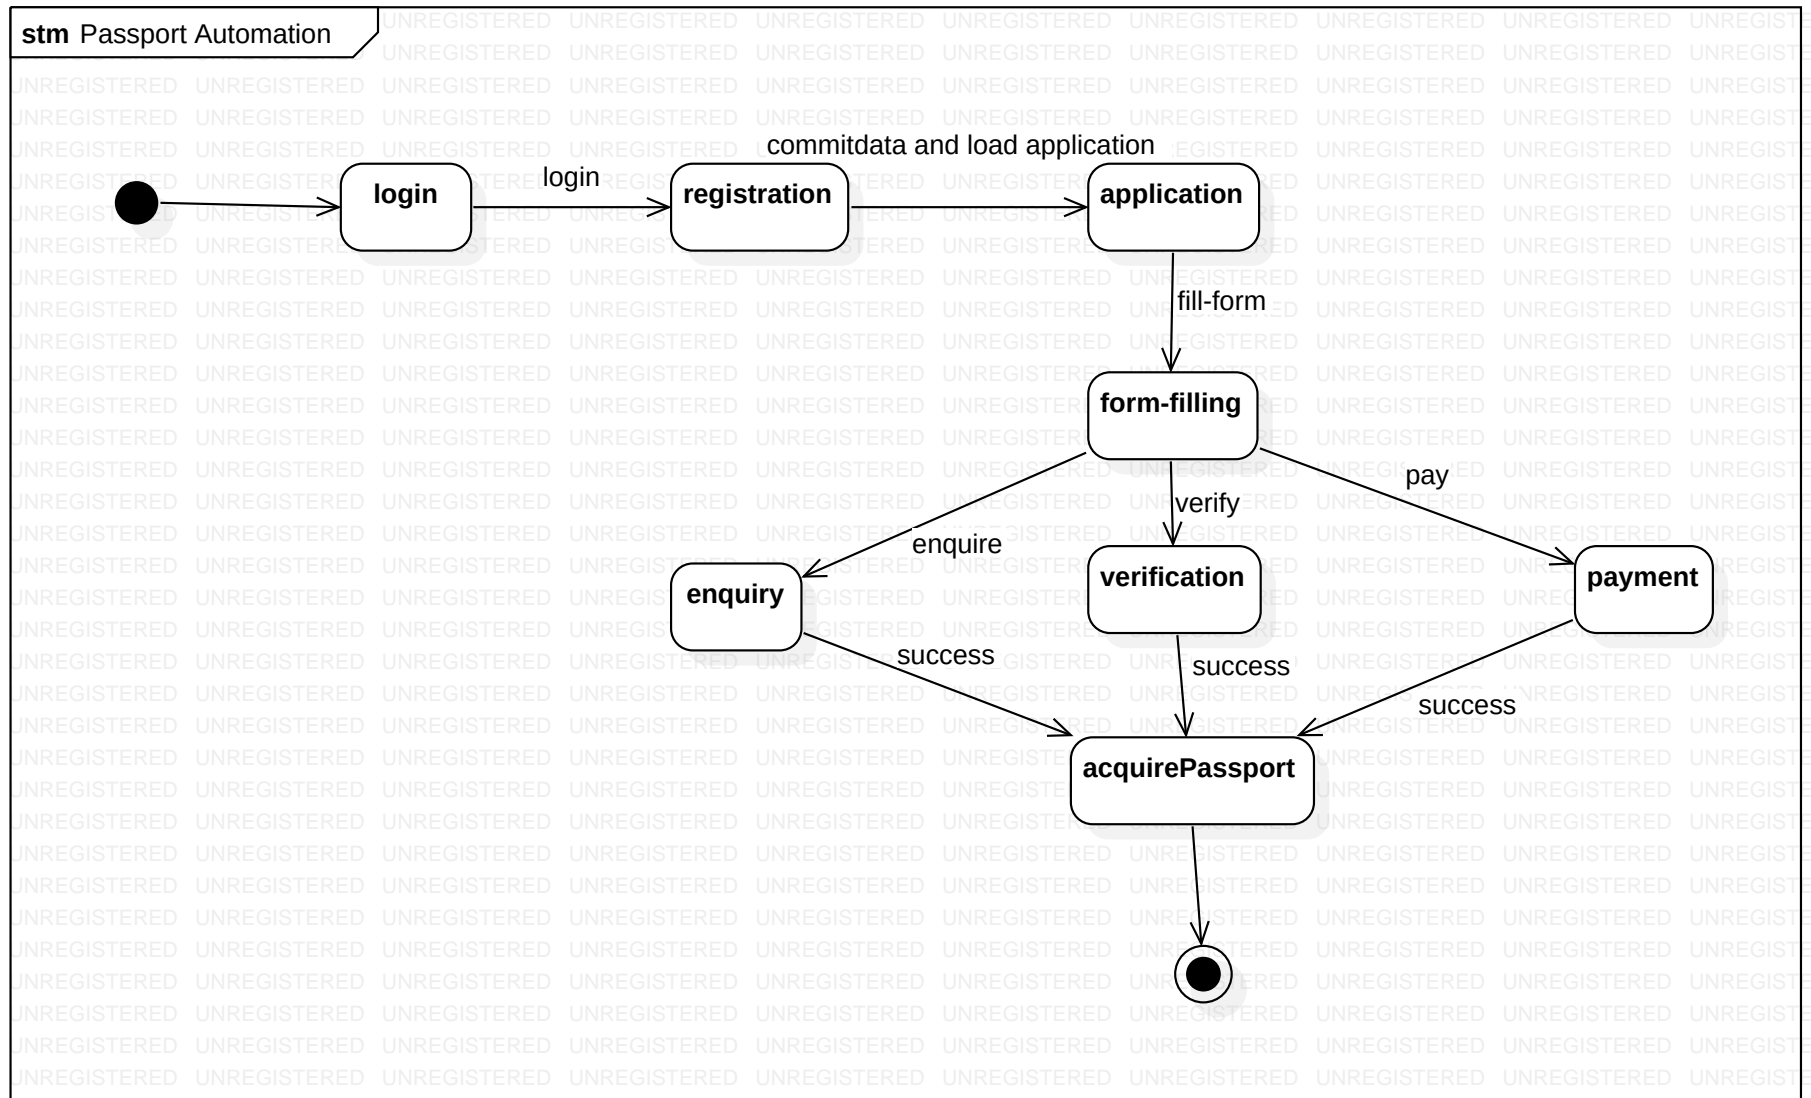 stm Passport Automation
commitdata and load application
login
login
registration
application
fill-form
form-filling
pay
verify
enquire
verification
payment
enquiry
success
success
success
acquirePassport
UNREGISTERED